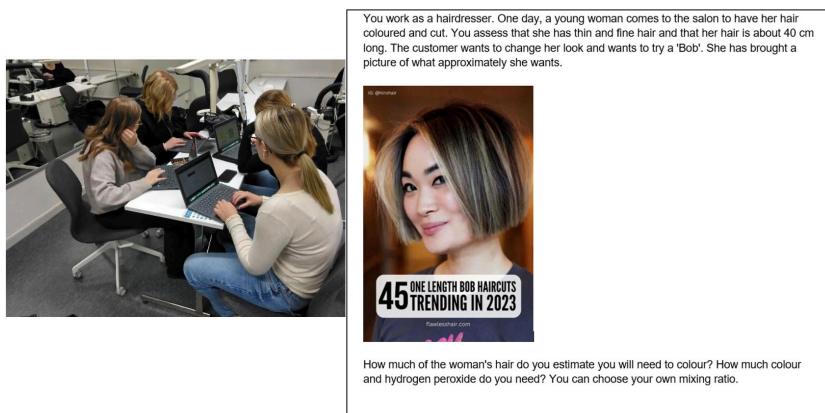 You work as a hairdresser. One day, a young woman comes to the salon to have her hair
coloured and cut. You assess that she has thin and fine hair and that her hair is about 40 cm
long. The customer wants to change her look and wants to try a 'Bob'. She has brought a
picture of what approximately she wants.
IG: @hirohair
45 ONE LENGTH BOB HAIRCUTS
TRENDING IN 2023
flawlesshair.com
How much of the woman's hair do you estimate you will need to colour? How much colour
and hydrogen peroxide do you need? You can choose your own mixing ratio.